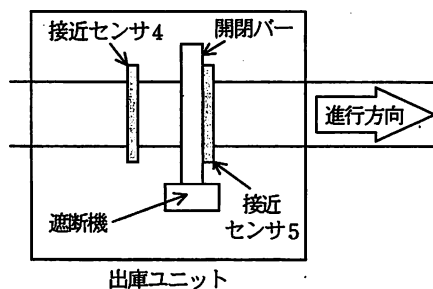 接近センサ4
開閉バー
進行方向
遮断機
接近
センサ5
出庫ユニット